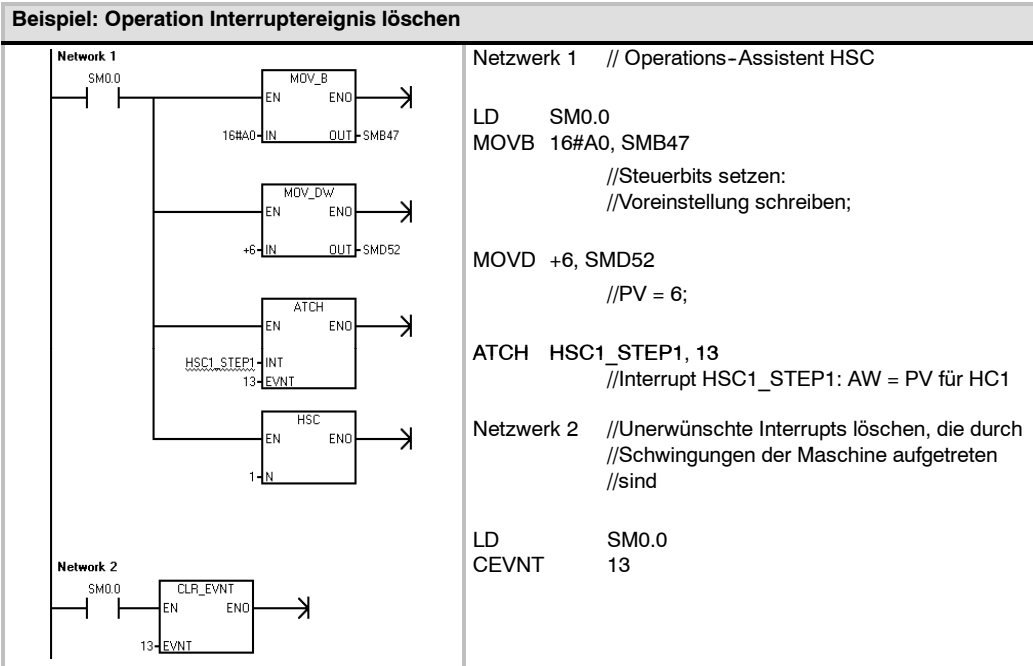 Beispiel: Operation Interruptereignis löschen
Network 1
SM0.0
MOV_B
EN ENO
16#A0 IN OUT SMB47
MOV_DW
EN ENO
+6 IN OUT SMD52
ATCH
EN ENO
HSC1_STEP1 INT
13 EVNT
HSC
EN ENO
1 N
Network 2
SM0.0
CLR_EVNT
EN ENO
13 EVNT
Netzwerk 1 // Operations-Assistent HSC
LD SM0.0
MOVB 16#A0, SMB47
//Steuerbits setzen:
//Voreinstellung schreiben;
MOVD +6, SMD52
//PV = 6;
ATCH HSC1_STEP1, 13
//Interrupt HSC1_STEP1: AW = PV für HC1
Netzwerk 2 //Unerwünschte Interrupts löschen, die durch
//Schwingungen der Maschine aufgetreten
//sind
LD SM0.0
CEVNT 13